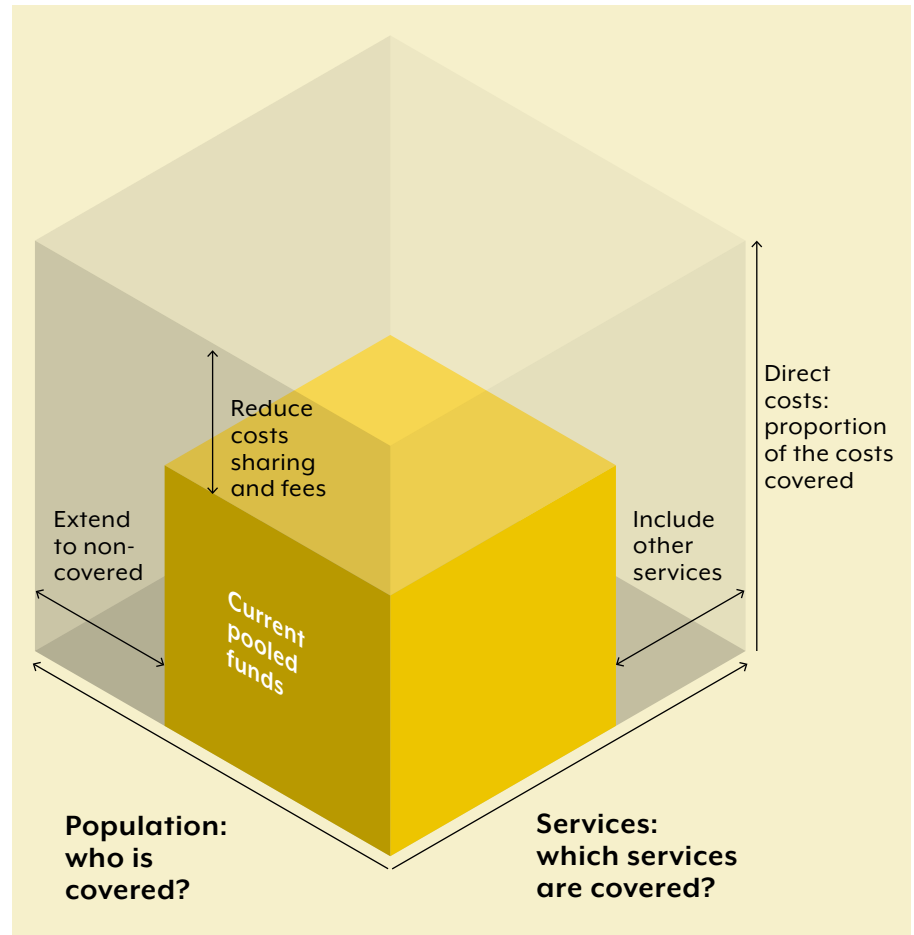 Direct
costs:
proportion
of the costs
covered
Reduce
costs
sharing
and fees
Extend
to non-
covered
Include
other
services
Current
pooled
funds
Population:
who is
covered?
Services:
which services
are covered?